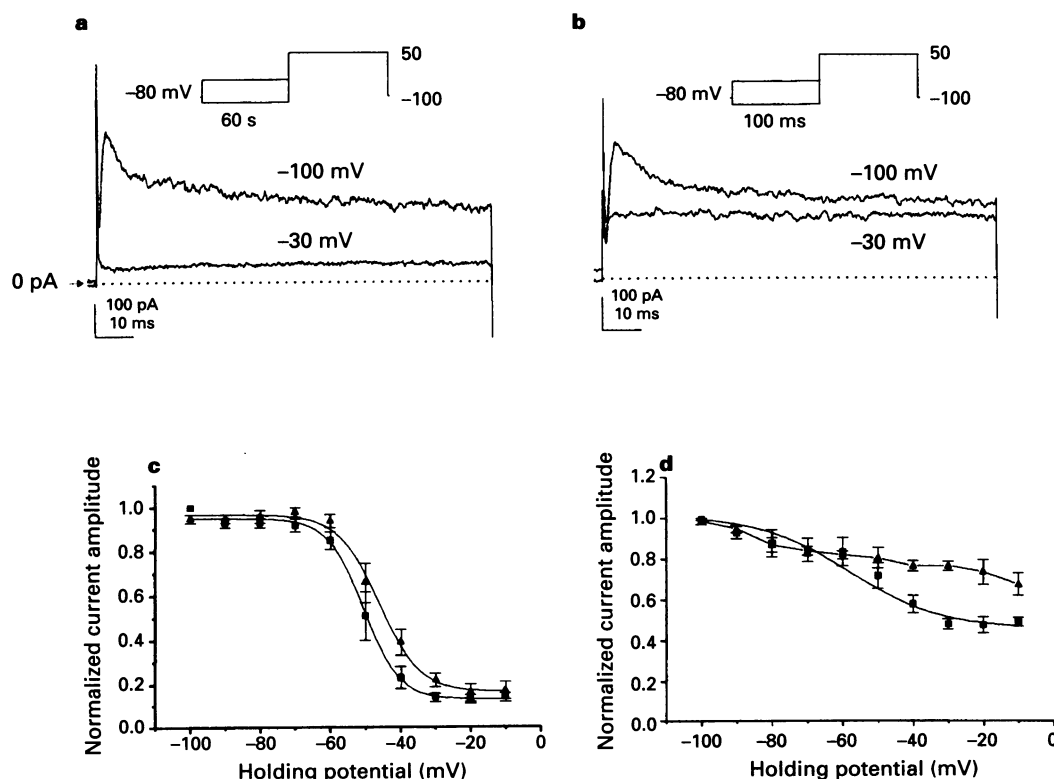 a
50
−80 mV
−100
60 s
−100 mV
−30 mV
0 pA
100 pA
10 ms
b
50
−80 mV
−100
100 ms
−100 mV
−30 mV
100 pA
10 ms
c
Normalized current amplitude
1.0
0.8
0.6
0.4
0.2
0.0
−100
−80
−60
−40
−20
0
Holding potential (mV)
d
Normalized current amplitude
1.2
1.0
0.8
0.6
0.4
0.2
0.0
−100
−80
−60
−40
−20
0
Holding potential (mV)